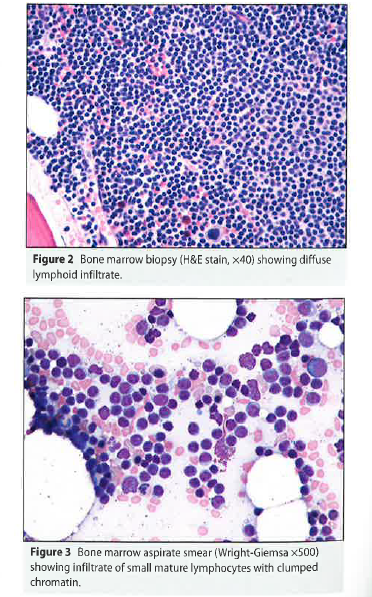 Figure 2 Bone marrow biopsy (H&E stain, ×40) showing diffuse
lymphoid infiltrate.
Figure 3 Bone marrow aspirate smear (Wright-Giemsa ×500)
showing infiltrate of small mature lymphocytes with clumped
chromatin.